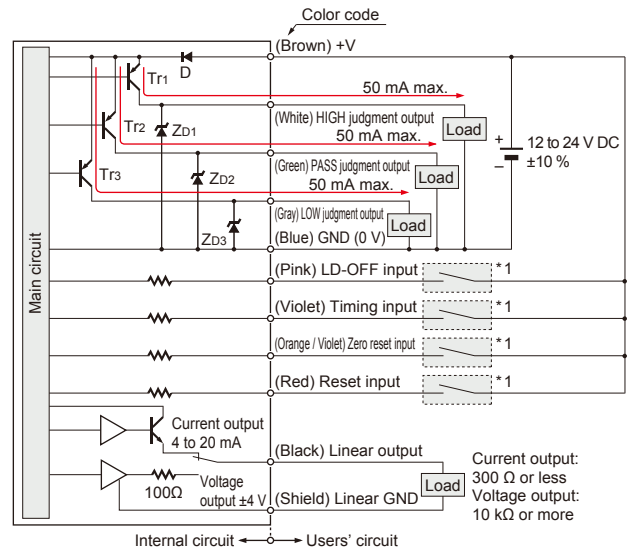 Color code
(Brown) +V
D
Tr1
50 mA max.
(White) HIGH judgment output
Load
Tr2
ZD1
50 mA max.
+
12 to 24 V DC
±10 %
–
(Green) PASS judgment output
Load
Tr3
ZD2
50 mA max.
(Gray) LOW judgment output
Load
ZD3
(Blue) GND (0 V)
Main circuit
(Pink) LD-OFF input
*1
(Violet) Timing input
*1
(Orange / Violet) Zero reset input
*1
(Red) Reset input
*1
Current output
4 to 20 mA
(Black) Linear output
100Ω
Voltage
output ±4 V
(Shield) Linear GND
Load
Current output:
300 Ω or less
Voltage output:
10 kΩ or more
Internal circuit
Users' circuit